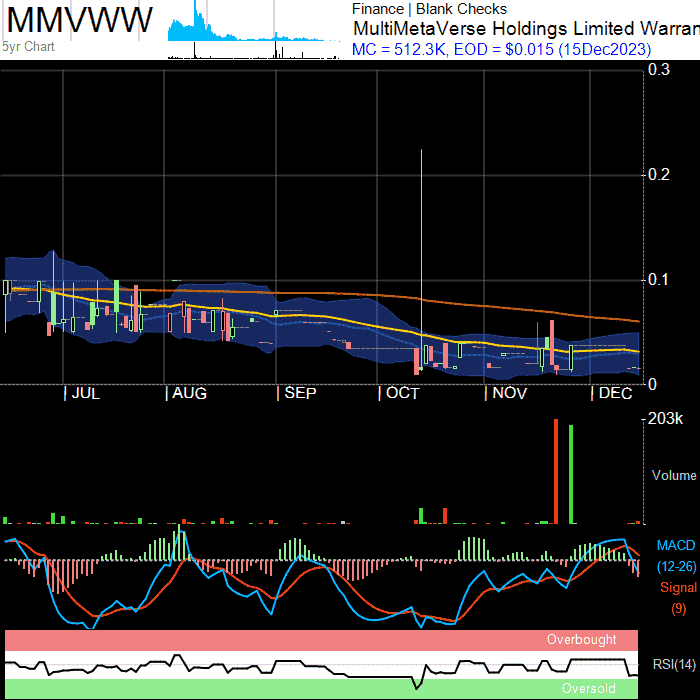 MMVWW
5yr Chart
Finance | Blank Checks
MultiMetaVerse Holdings Limited Warran
MC = 512.3K, EOD = $0.015 (15Dec2023)
0.3
0.2
0.1
0
JUL AUG SEP OCT NOV DEC
203k
Volume
MACD
(12-26)
Signal
(9)
Overbought
RSI(14)
Oversold